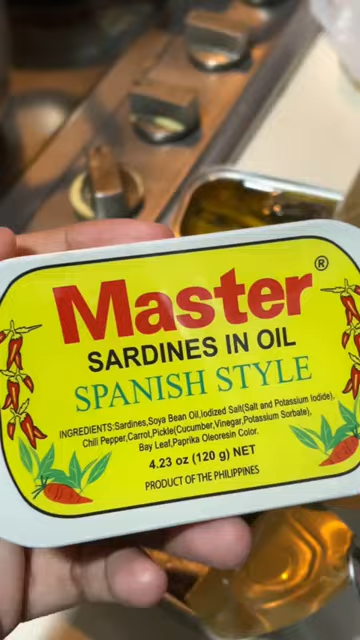 Master®
SARDINES IN OIL
SPANISH STYLE
INGREDIENTS:Sardines,Soya Bean Oil,Iodized Salt(Salt and Potassium Iodide),
Chili Pepper,Carrot,Pickle(Cucumber,Vinegar,Potassium Sorbate),
Bay Leaf,Paprika Oleoresin Color.
4.23 oz (120 g) NET
PRODUCT OF THE PHILIPPINES